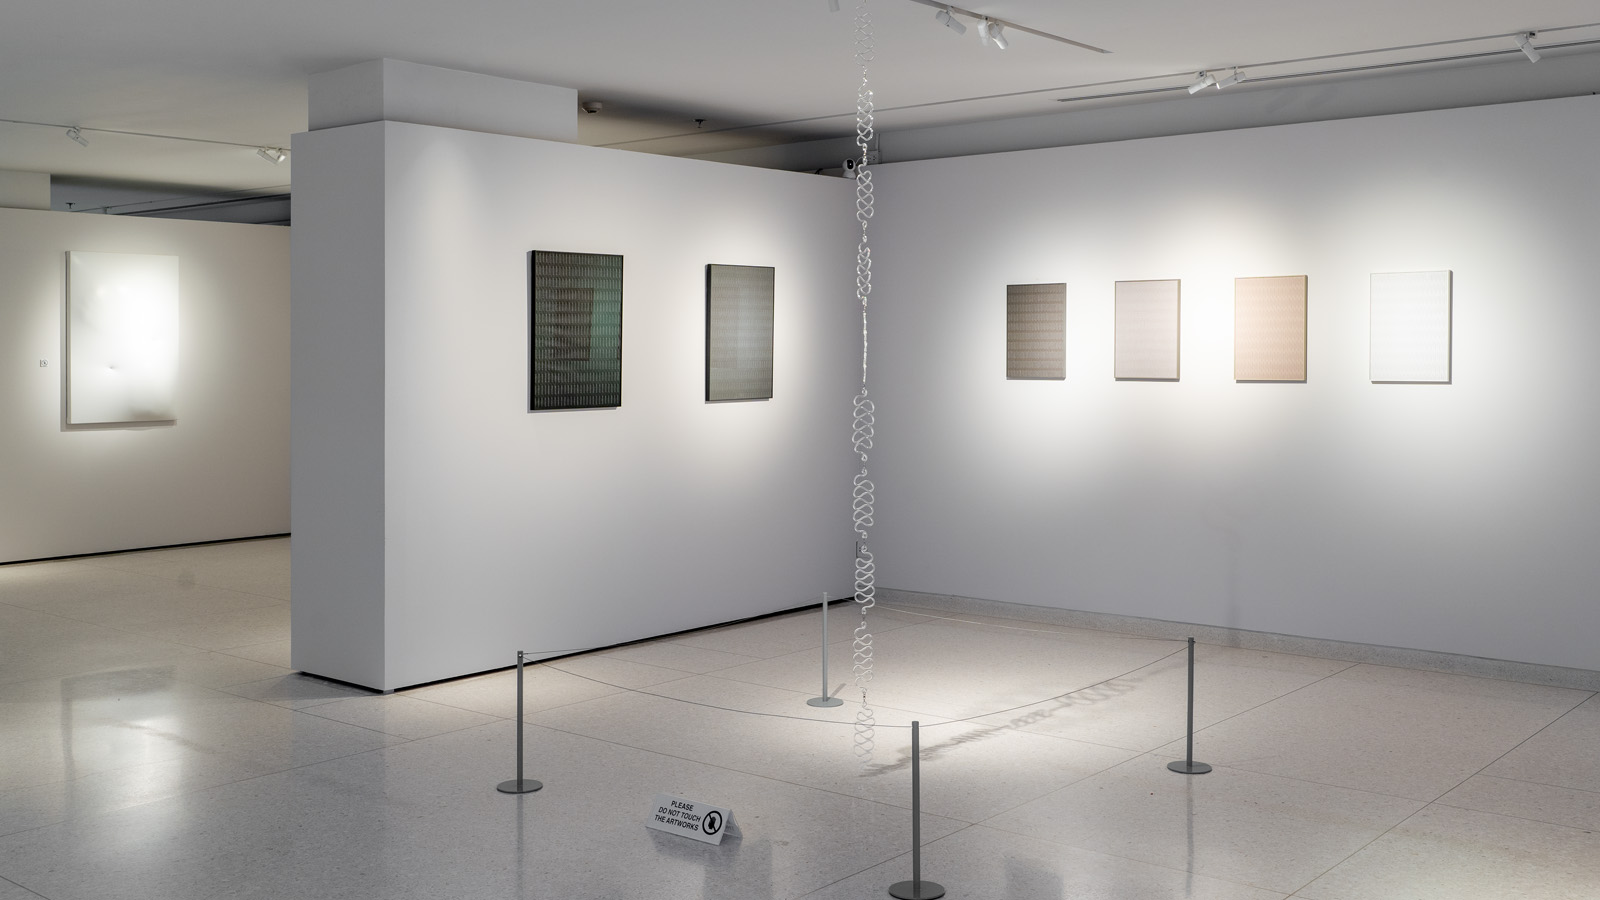 PLEASE
DO NOT TOUCH
THE ARTWORKS